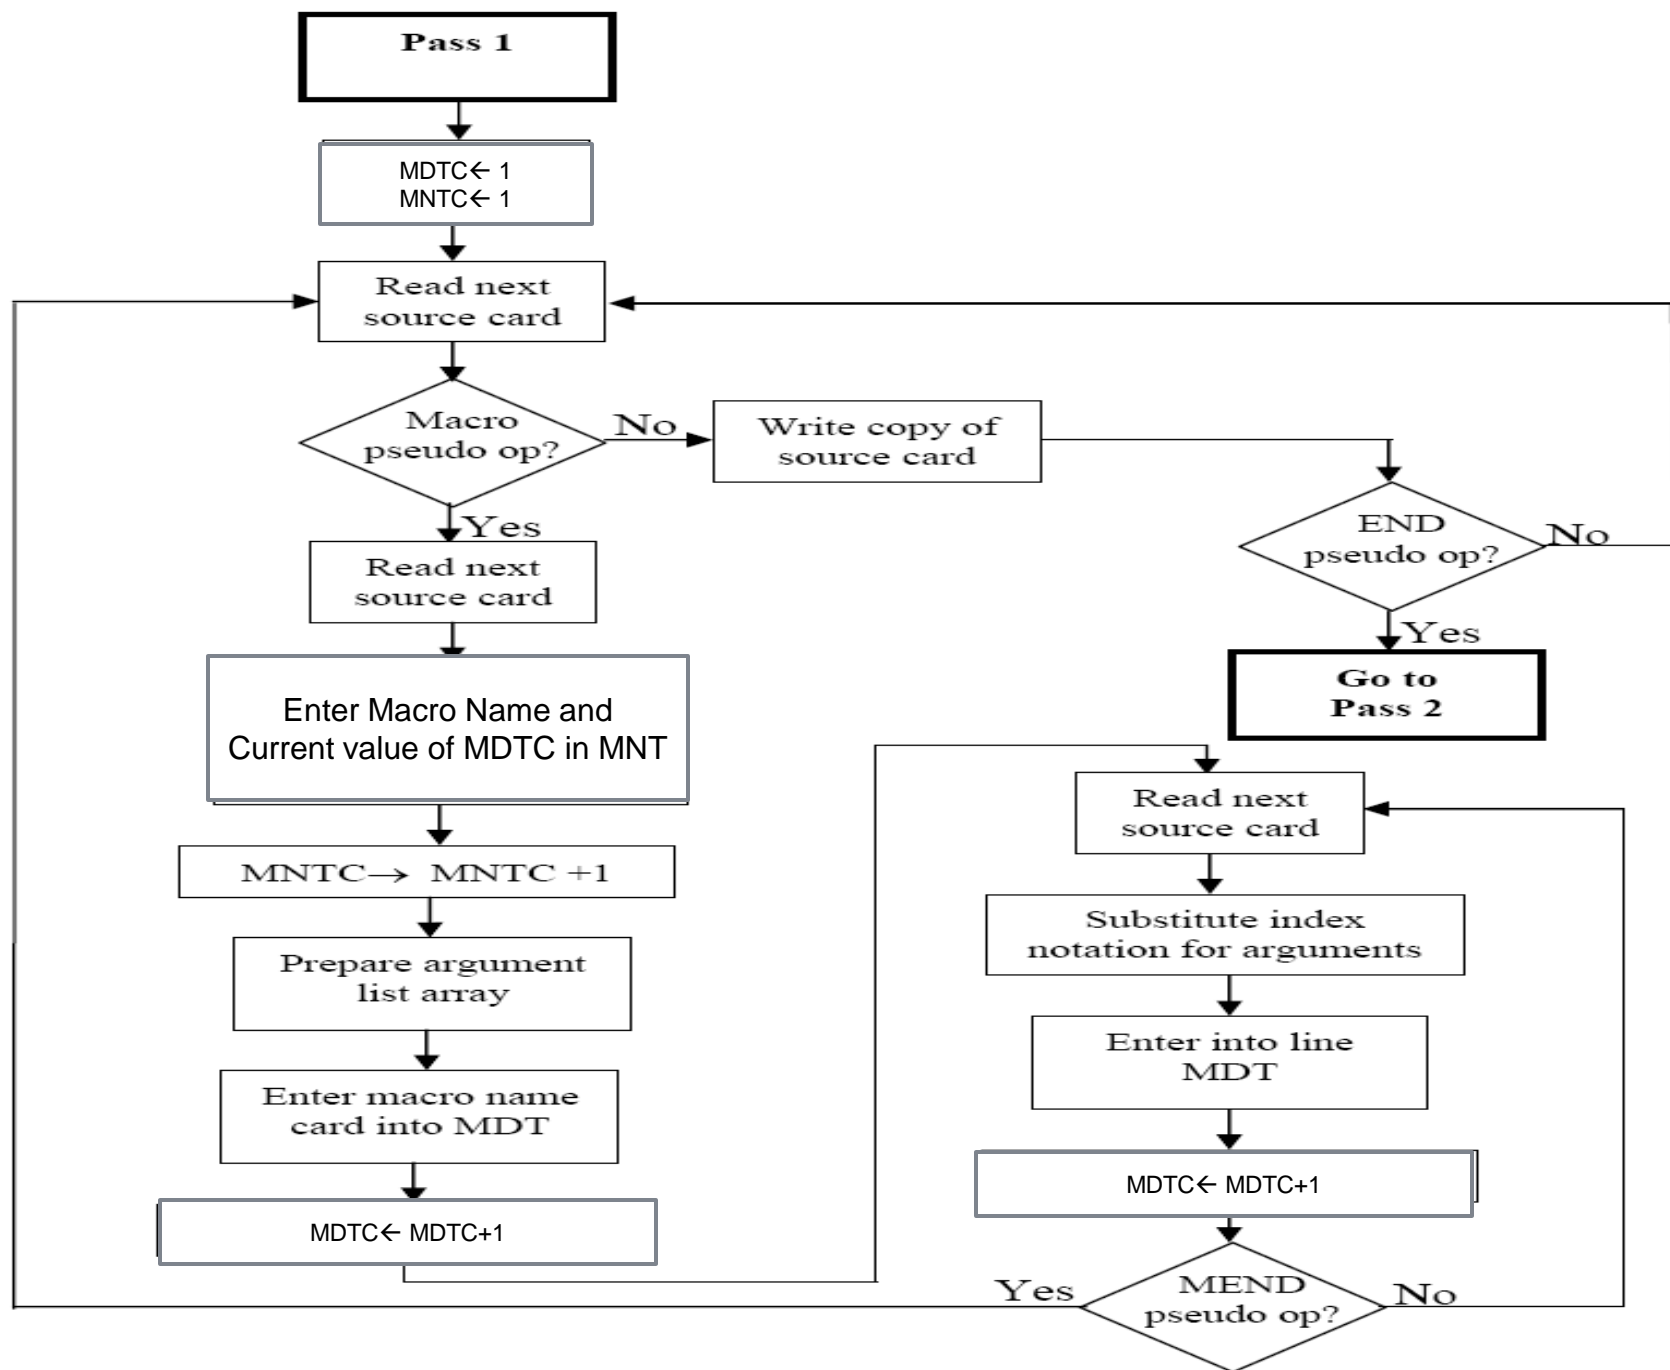 Pass 1
MDTC← 1
MNTC← 1
Read next
source card
Macro
pseudo op?
No
Write copy of
source card
END
pseudo op?
No
Yes
Go to
Pass 2
Yes
Read next
source card
Enter Macro Name and
Current value of MDTC in MNT
MNTC→ MNTC +1
Prepare argument
list array
Enter macro name
card into MDT
MDTC← MDTC+1
Read next
source card
Substitute index
notation for arguments
Enter into line
MDT
MDTC← MDTC+1
MEND
pseudo op?
Yes
No